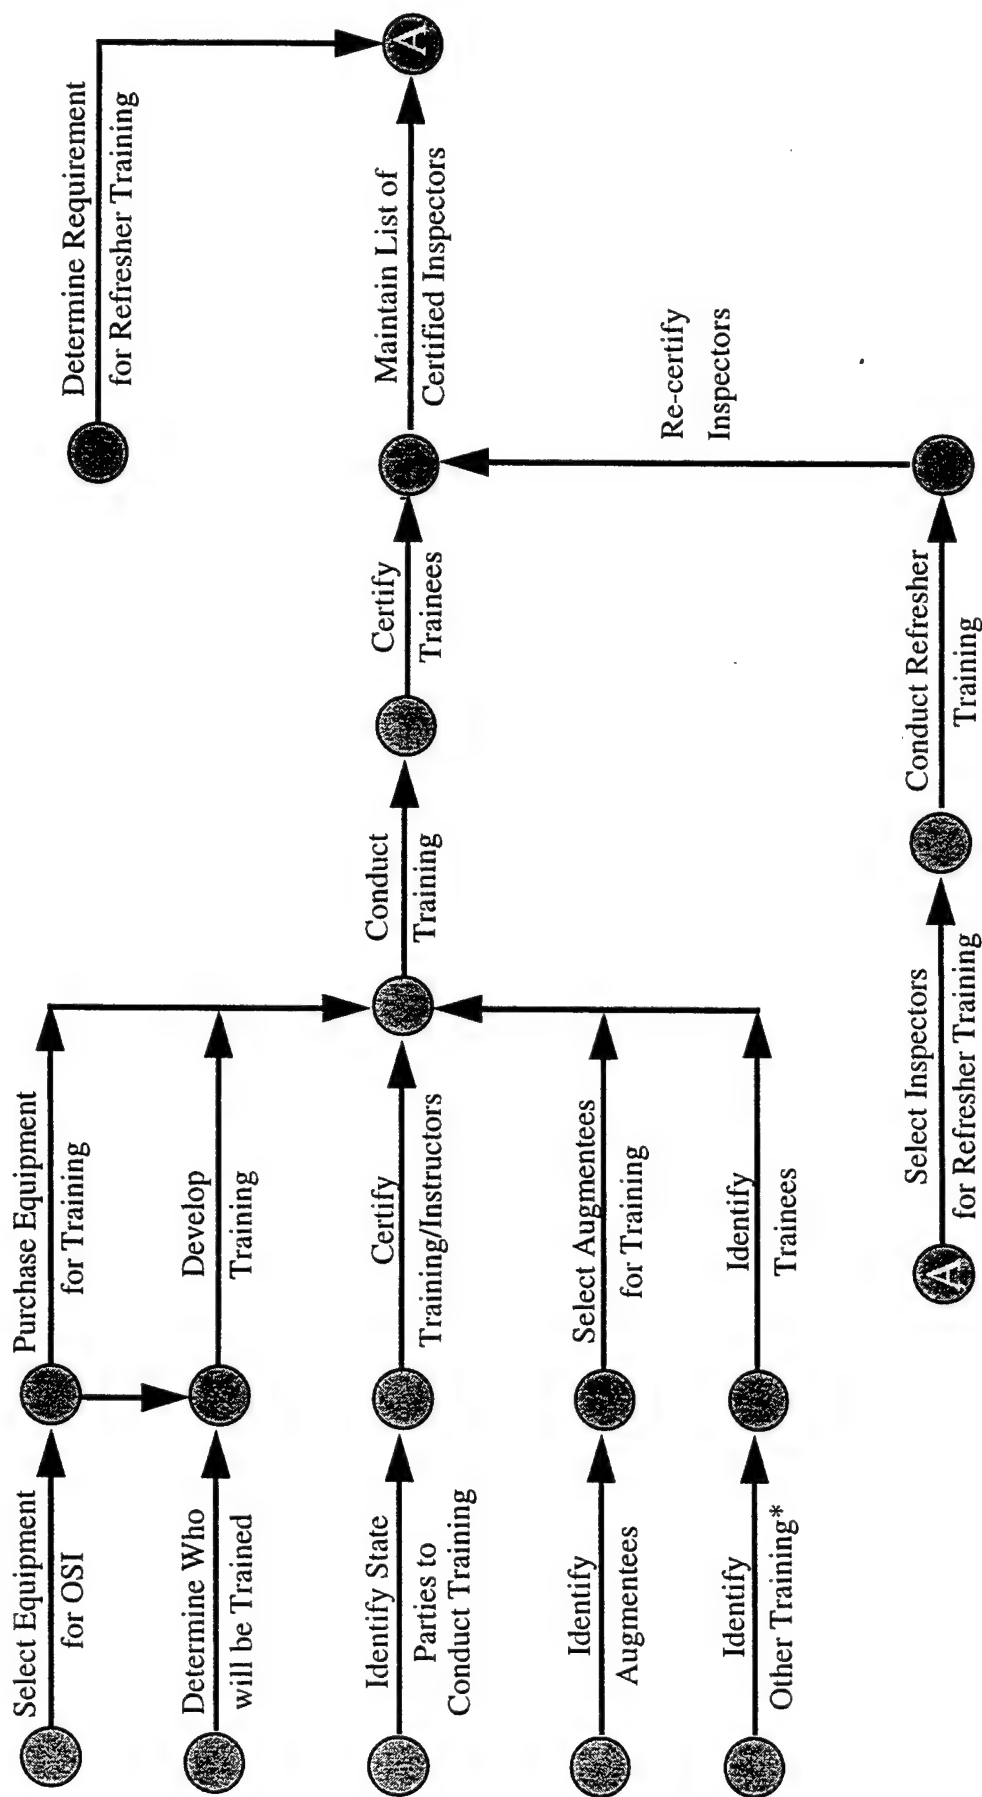 Select Equipment
for OSI
Purchase Equipment
for Training
Determine Who
will be Trained
Develop
Training
Identify State
Parties to
Conduct Training
Certify
Training/Instructors
Identify
Augmentees
Select Augmentees
for Training
Identify
Other Training*
Identify
Trainees
Conduct
Training
Certify
Trainees
Maintain List of
Certified Inspectors
Determine Requirement
for Refresher Training
A
Re-certify
Inspectors
A
Select Inspectors
for Refresher Training
Conduct Refresher
Training